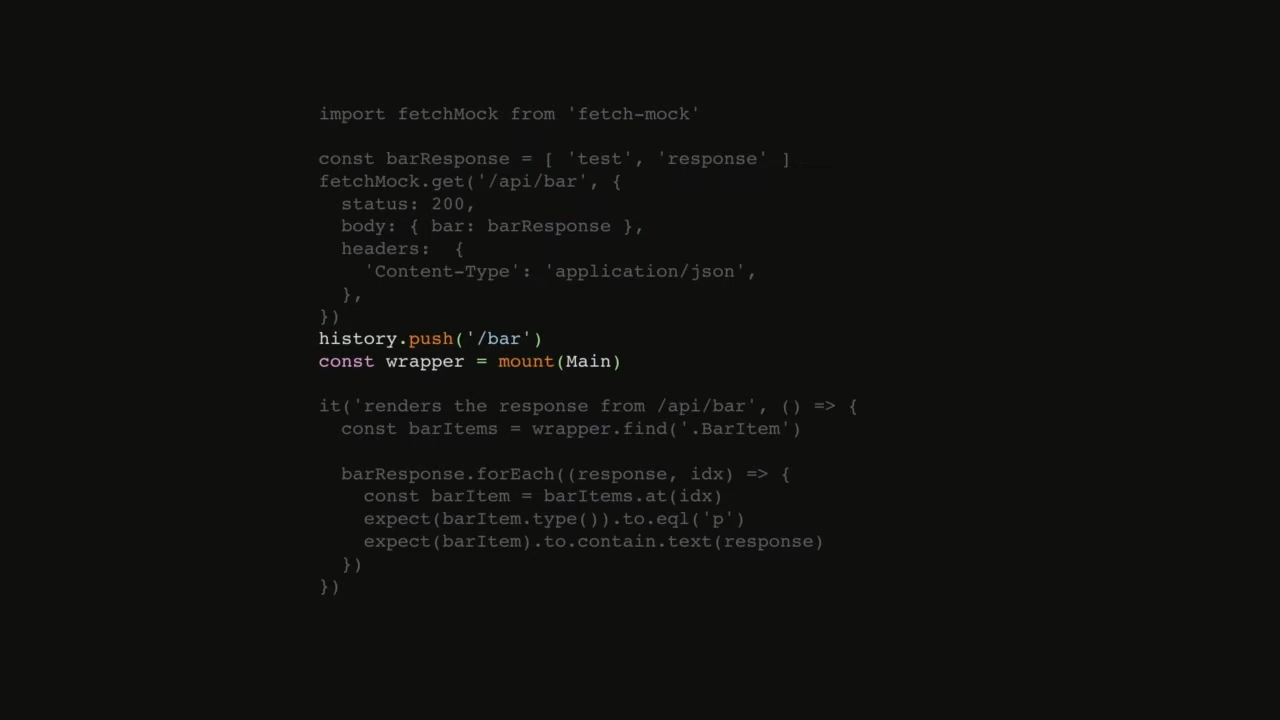 import fetchMock from 'fetch-mock'

const barResponse = [ 'test', 'response' ]
fetchMock.get('/api/bar', {
  status: 200,
  body: { bar: barResponse },
  headers:  {
    'Content-Type': 'application/json',
  },
})
history.push('/bar')
const wrapper = mount(Main)

it('renders the response from /api/bar', () => {
  const barItems = wrapper.find('.BarItem')

  barResponse.forEach((response, idx) => {
    const barItem = barItems.at(idx)
    expect(barItem.type()).to.eql('p')
    expect(barItem).to.contain.text(response)
  })
})